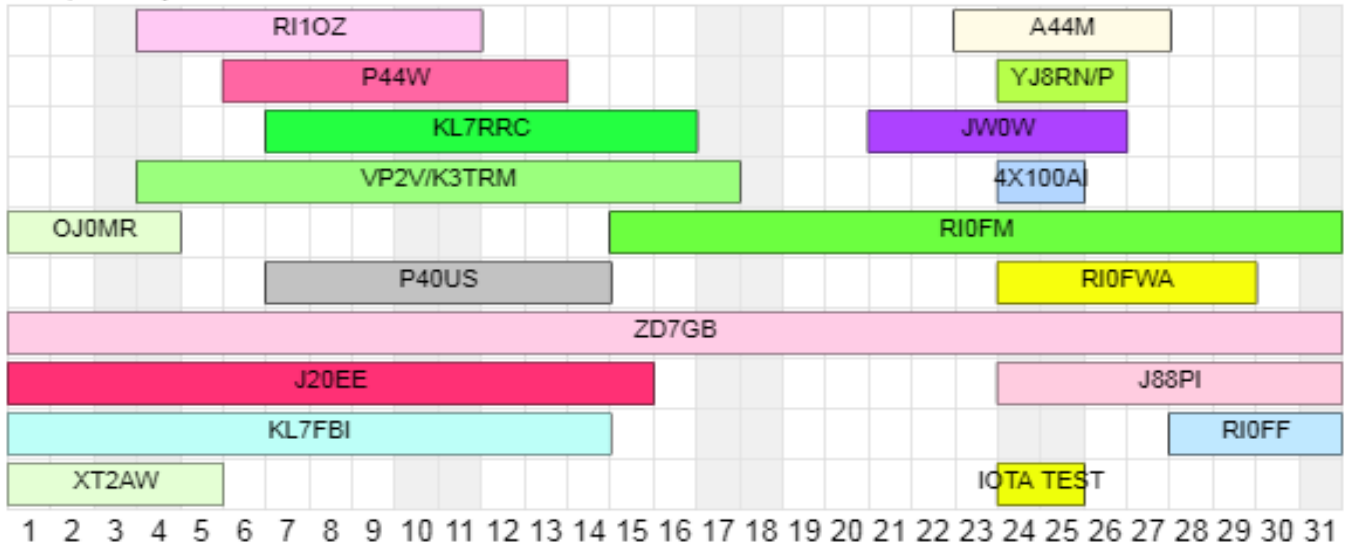 RI1OZ A44M
P44W YJ8RN/P
KL7RRC JW0W
VP2V/K3TRM 4X100AI
OJ0MR RI0FM
P40US RI0FWA
ZD7GB
J20EE J88PI
KL7FBI RI0FF
XT2AW IOTA TEST
1 2 3 4 5 6 7 8 9 10 11 12 13 14 15 16 17 18 19 20 21 22 23 24 25 26 27 28 29 30 31